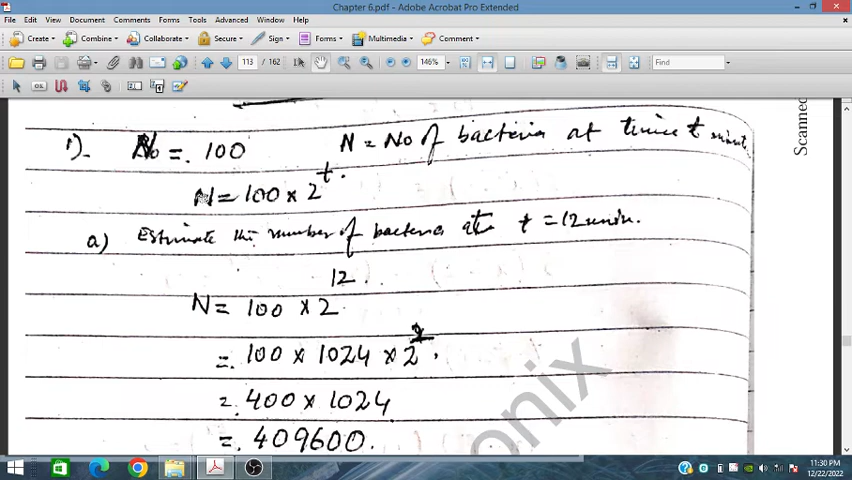 Chapter 6.pdf - Adobe Acrobat Pro Extended
File Edit View Document Comments Forms Tools Advanced Window Help
Create Combine Collaborate Secure Sign Forms Multimedia Comment
113 / 162 146% Find
Scanned
1)- No = 100 N = No of bacteria at time t
N = 100 × 2^t.
a) Estimate the number of bacteria at t = 12 min.
12
N = 100 × 2
= 100 × 1024 × 2^2.
= 400 × 1024
= 409600.
onix
11:30 PM
12/22/2022